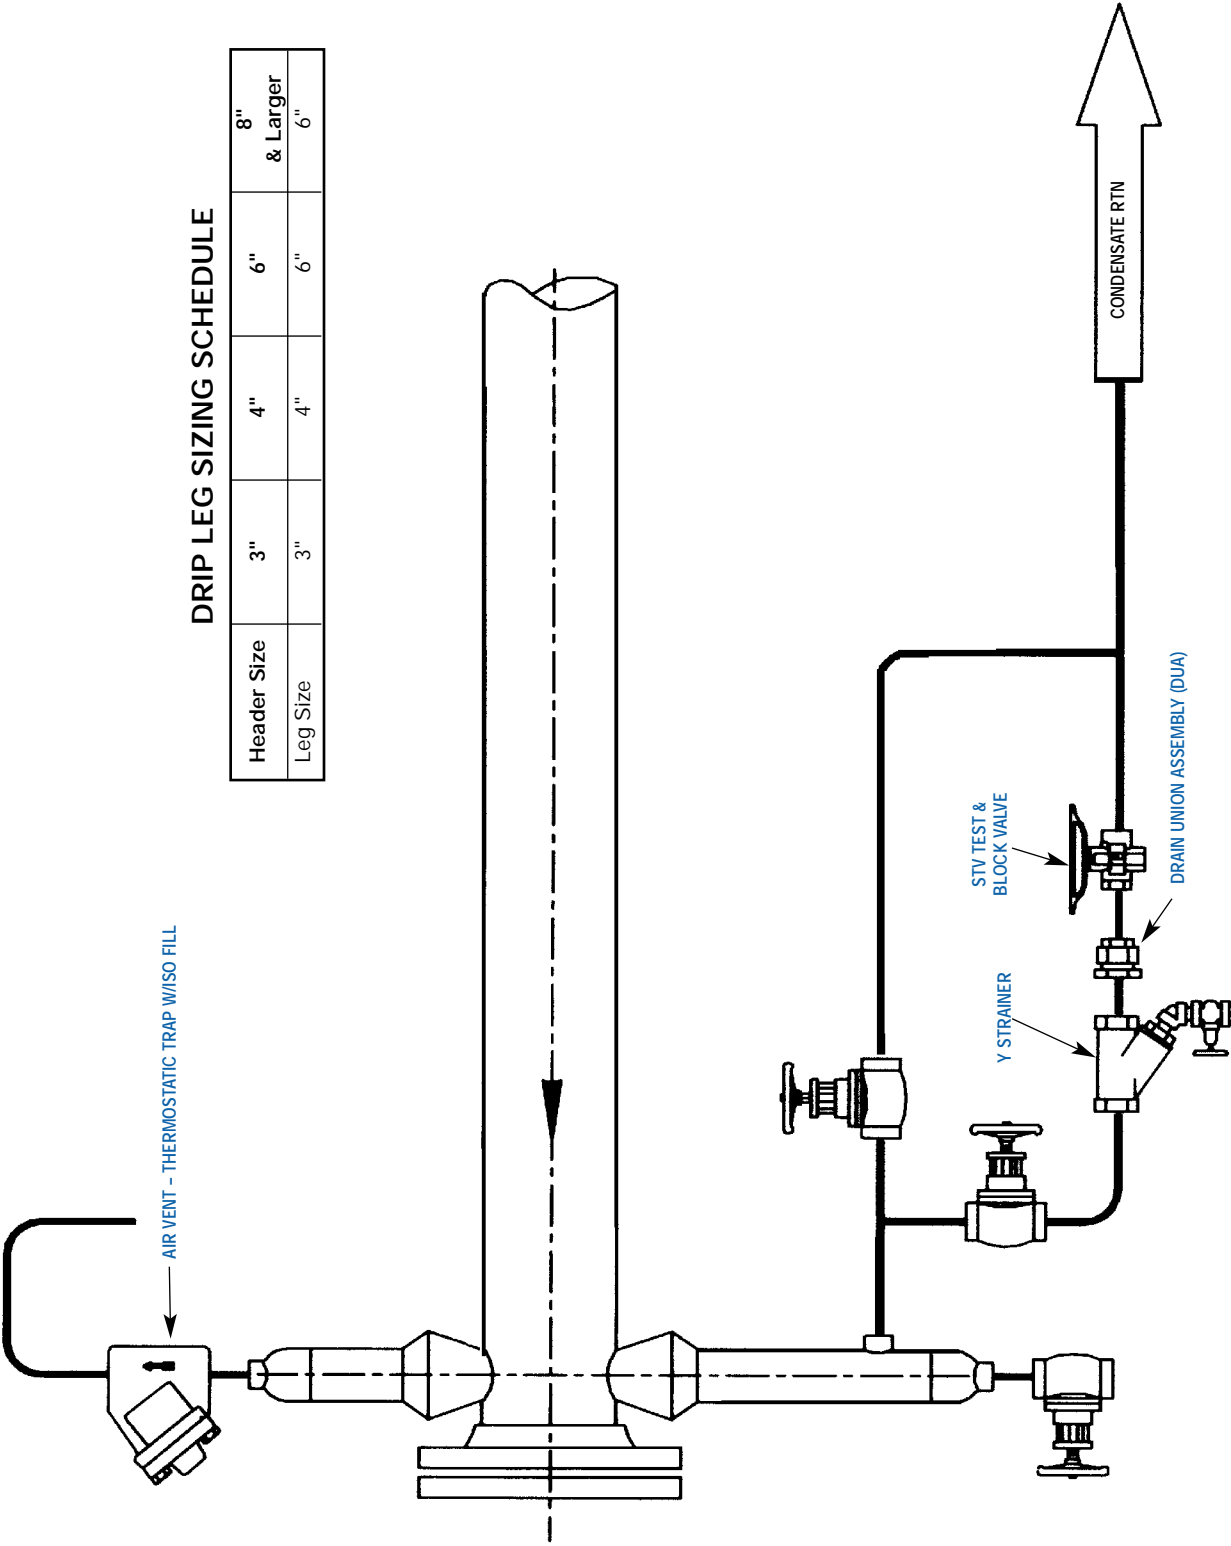 DRIP LEG SIZING SCHEDULE
Header Size 3" 4" 6" 8"
& Larger
Leg Size 3" 4" 6" 6"
AIR VENT – THERMOSTATIC TRAP W/ISO FILL
STV TEST &
BLOCK VALVE
Y STRAINER
DRAIN UNION ASSEMBLY (DUA)
CONDENSATE RTN